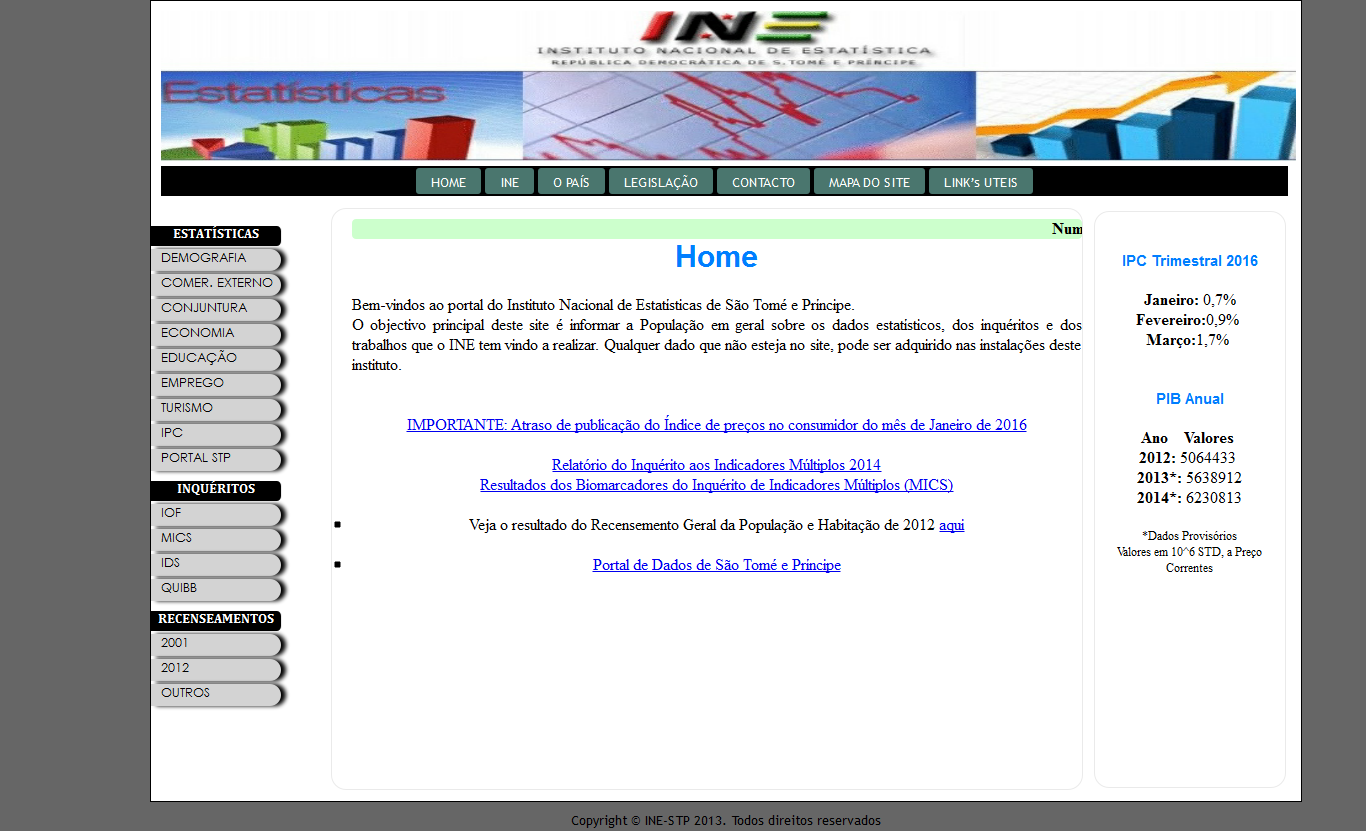 INE
INSTITUTO NACIONAL DE ESTATÍSTICA
REPÚBLICA DEMOCRÁTICA DE S.TOMÉ E PRÍNCIPE
Estatísticas
HOME INE O PAÍS LEGISLAÇÃO CONTACTO MAPA DO SITE LINK's UTEIS
ESTATÍSTICAS
DEMOGRAFIA
COMER. EXTERNO
CONJUNTURA
ECONOMIA
EDUCAÇÃO
EMPREGO
TURISMO
IPC
PORTAL STP
INQUÉRITOS
IOF
MICS
IDS
QUIBB
RECENSEAMENTOS
2001
2012
OUTROS
Num
Home
Bem-vindos ao portal do Instituto Nacional de Estatisticas de São Tomé e Príncipe.
O objectivo principal deste site é informar a População em geral sobre os dados estatisticos, dos inquéritos e dos
trabalhos que o INE tem vindo a realizar. Qualquer dado que não esteja no site, pode ser adquirido nas instalações deste
instituto.
IMPORTANTE: Atraso de publicação do Índice de preços no consumidor do mês de Janeiro de 2016
Relatório do Inquérito aos Indicadores Múltiplos 2014
Resultados dos Biomarcadores do Inquérito de Indicadores Múltiplos (MICS)
Veja o resultado do Recensemento Geral da População e Habitação de 2012 aqui
Portal de Dados de São Tomé e Príncipe
IPC Trimestral 2016
Janeiro: 0,7%
Fevereiro:0,9%
Março:1,7%
PIB Anual
Ano Valores
2012: 5064433
2013*: 5638912
2014*: 6230813
*Dados Provisórios
Valores em 10^6 STD, a Preço
Correntes
Copyright © INE-STP 2013. Todos direitos reservados